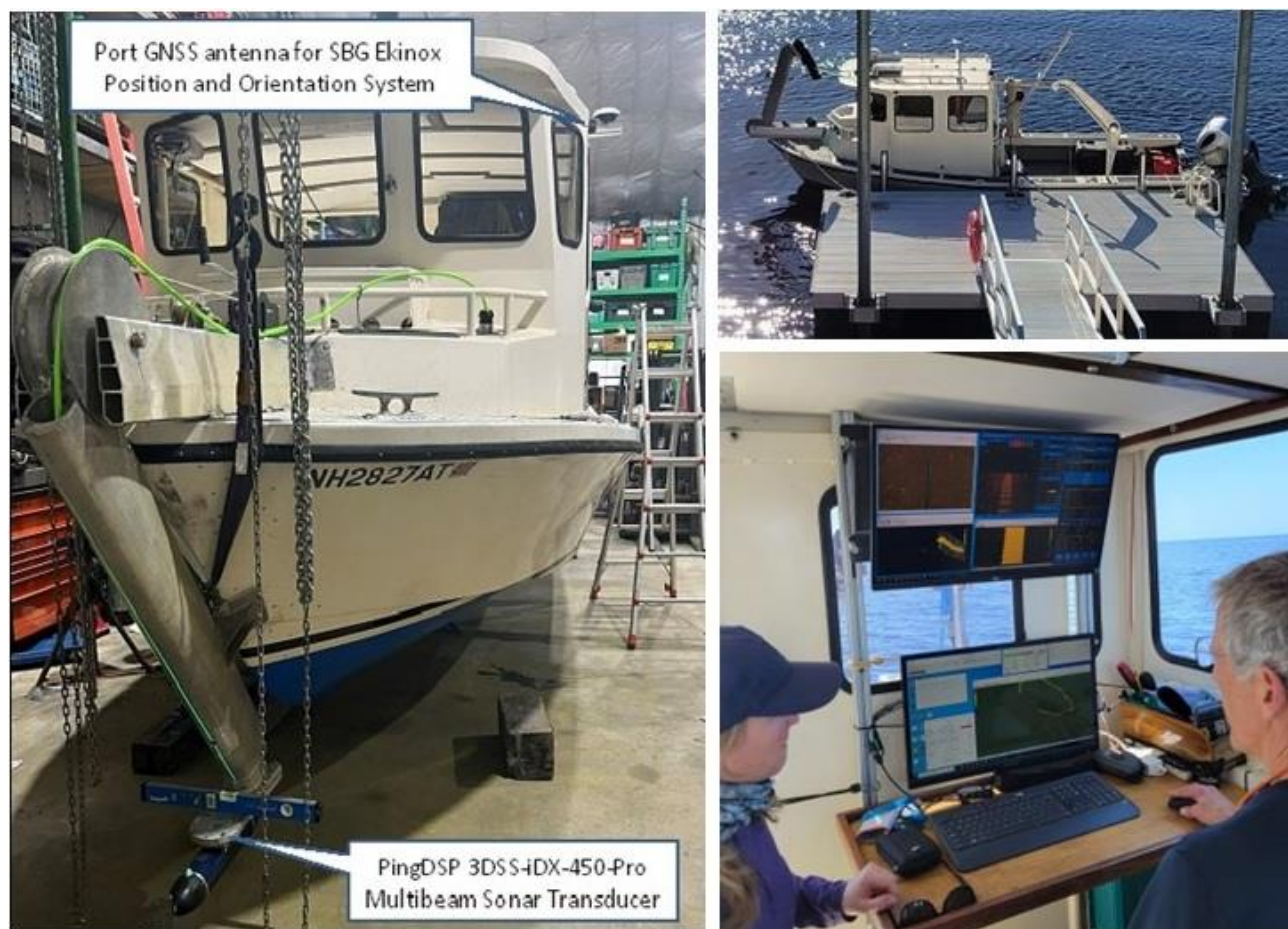 Port GNSS antenna for SBG Ekinox
Position and Orientation System
NH2827AT
PingDSP 3DSS-iDX-450-Pro
Multibeam Sonar Transducer